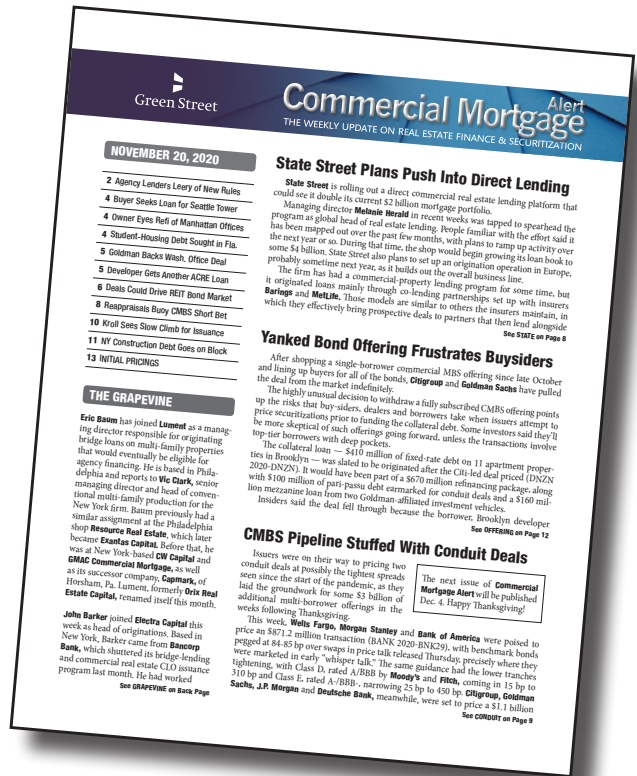 Green Street
Commercial Mortgage
Alert
THE WEEKLY UPDATE ON REAL ESTATE FINANCE & SECURITIZATION
NOVEMBER 20, 2020
2 Agency Lenders Leery of New Rules
4 Buyer Seeks Loan for Seattle Tower
4 Owner Eyes Refi of Manhattan Offices
4 Student-Housing Debt Sought in Fla.
5 Goldman Backs Wash. Office Deal
5 Developer Gets Another ACRE Loan
6 Deals Could Drive REIT Bond Market
8 Reappraisals Buoy CMBS Short Bet
10 Kroll Sees Slow Climb for Issuance
11 NY Construction Debt Goes on Block
13 INITIAL PRICINGS
THE GRAPEVINE
Eric Baum has joined Lument as a manag-
ing director responsible for originating
bridge loans on multi-family properties
that would eventually be eligible for
agency financing. He is based in Phila-
delphia and reports to Vic Clark, senior
managing director and head of conven-
tional multi-family production for the
New York firm. Baum previously had a
similar assignment at the Philadelphia
shop Resource Real Estate, which later
became Exantas Capital. Before that, he
was at New York-based CW Capital and
GMAC Commercial Mortgage, as well
as its successor company, Capmark, of
Horsham, Pa. Lument, formerly Orix Real
Estate Capital, renamed itself this month.
John Barker joined Electra Capital this
week as head of originations. Based in
New York, Barker came from Bancorp
Bank, which shuttered its bridge-lending
and commercial real estate CLO issuance
program last month. He had worked
See GRAPEVINE on Back Page
State Street Plans Push Into Direct Lending
State Street is rolling out a direct commercial real estate lending platform that
could see it double its current $2 billion mortgage portfolio.
Managing director Melanie Herald in recent weeks was tapped to spearhead the
program as global head of real estate lending. People familiar with the effort said it
has been mapped out over the past few months, with plans to ramp up activity over
the next year or so. During that time, the shop would begin growing its loan book to
some $4 billion. State Street also plans to set up an origination operation in Europe,
probably sometime next year, as it builds out the overall business line.
The firm has had a commercial-property lending program for some time, but
it originated loans mainly through co-lending partnerships set up with insurers
Barings and MetLife. Those models are similar to others the insurers maintain, in
which they effectively bring prospective deals to partners that then lend alongside
See STATE on Page 8
Yanked Bond Offering Frustrates Buysiders
After shopping a single-borrower commercial MBS offering since late October
and lining up buyers for all of the bonds, Citigroup and Goldman Sachs have pulled
the deal from the market indefinitely.
The highly unusual decision to withdraw a fully subscribed CMBS offering points
up the risks that buy-siders, dealers and borrowers take when issuers attempt to
price securitizations prior to funding the collateral debt. Some investors said they'll
be more skeptical of such offerings going forward, unless the transactions involve
top-tier borrowers with deep pockets.
The collateral loan — $410 million of fixed-rate debt on 11 apartment proper-
ties in Brooklyn — was slated to be originated after the Citi-led deal priced (DNZN
2020-DNZN). It would have been part of a $670 million refinancing package, along
with $100 million of pari-passu debt earmarked for conduit deals and a $160 mil-
lion mezzanine loan from two Goldman-affiliated investment vehicles.
Insiders said the deal fell through because the borrower, Brooklyn developer
See OFFERING on Page 12
CMBS Pipeline Stuffed With Conduit Deals
Issuers were on their way to pricing two
conduit deals at possibly the tightest spreads
seen since the start of the pandemic, as they
laid the groundwork for some $3 billion of
additional multi-borrower offerings in the
weeks following Thanksgiving.
The next issue of Commercial
Mortgage Alert will be published
Dec. 4. Happy Thanksgiving!
This week, Wells Fargo, Morgan Stanley and Bank of America were poised to
price an $871.2 million transaction (BANK 2020-BNK29), with benchmark bonds
pegged at 84-85 bp over swaps in price talk released Thursday, precisely where they
were marketed in early "whisper talk." The same guidance had the lower tranches
tightening, with Class D, rated A/BBB by Moody's and Fitch, coming in 15 bp to
310 bp and Class E, rated A-/BBB-, narrowing 25 bp to 450 bp. Citigroup, Goldman
Sachs, J.P. Morgan and Deutsche Bank, meanwhile, were set to price a $1.1 billion
See CONDUIT on Page 9